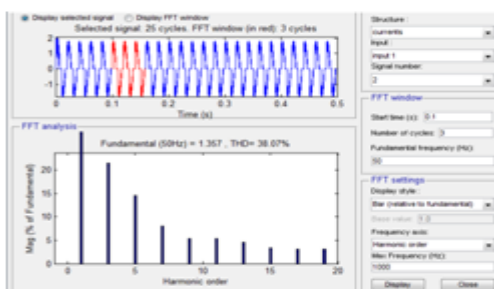 Display selected signal
Display FFT window
Selected signal: 25 cycles. FFT window (in red): 3 cycles
2
1
0
-1
0
0.1
0.2
0.3
0.4
0.5
Time (s)
FFT analysis
Fundamental (50Hz) = 1.357 , THD= 38.07%
Mag (% of Fundamental)
20
15
10
5
0
0
5
10
15
20
Harmonic order
Structure :
currents
Input :
input 1
Signal number:
2
FFT window
Start time (s): 0.1
Number of cycles: 3
Fundamental frequency (Hz):
50
FFT settings
Display style :
Bar (relative to fundamental)
Base value: 1.0
Frequency axis:
Harmonic order
Max Frequency (Hz):
1000
Display
Close